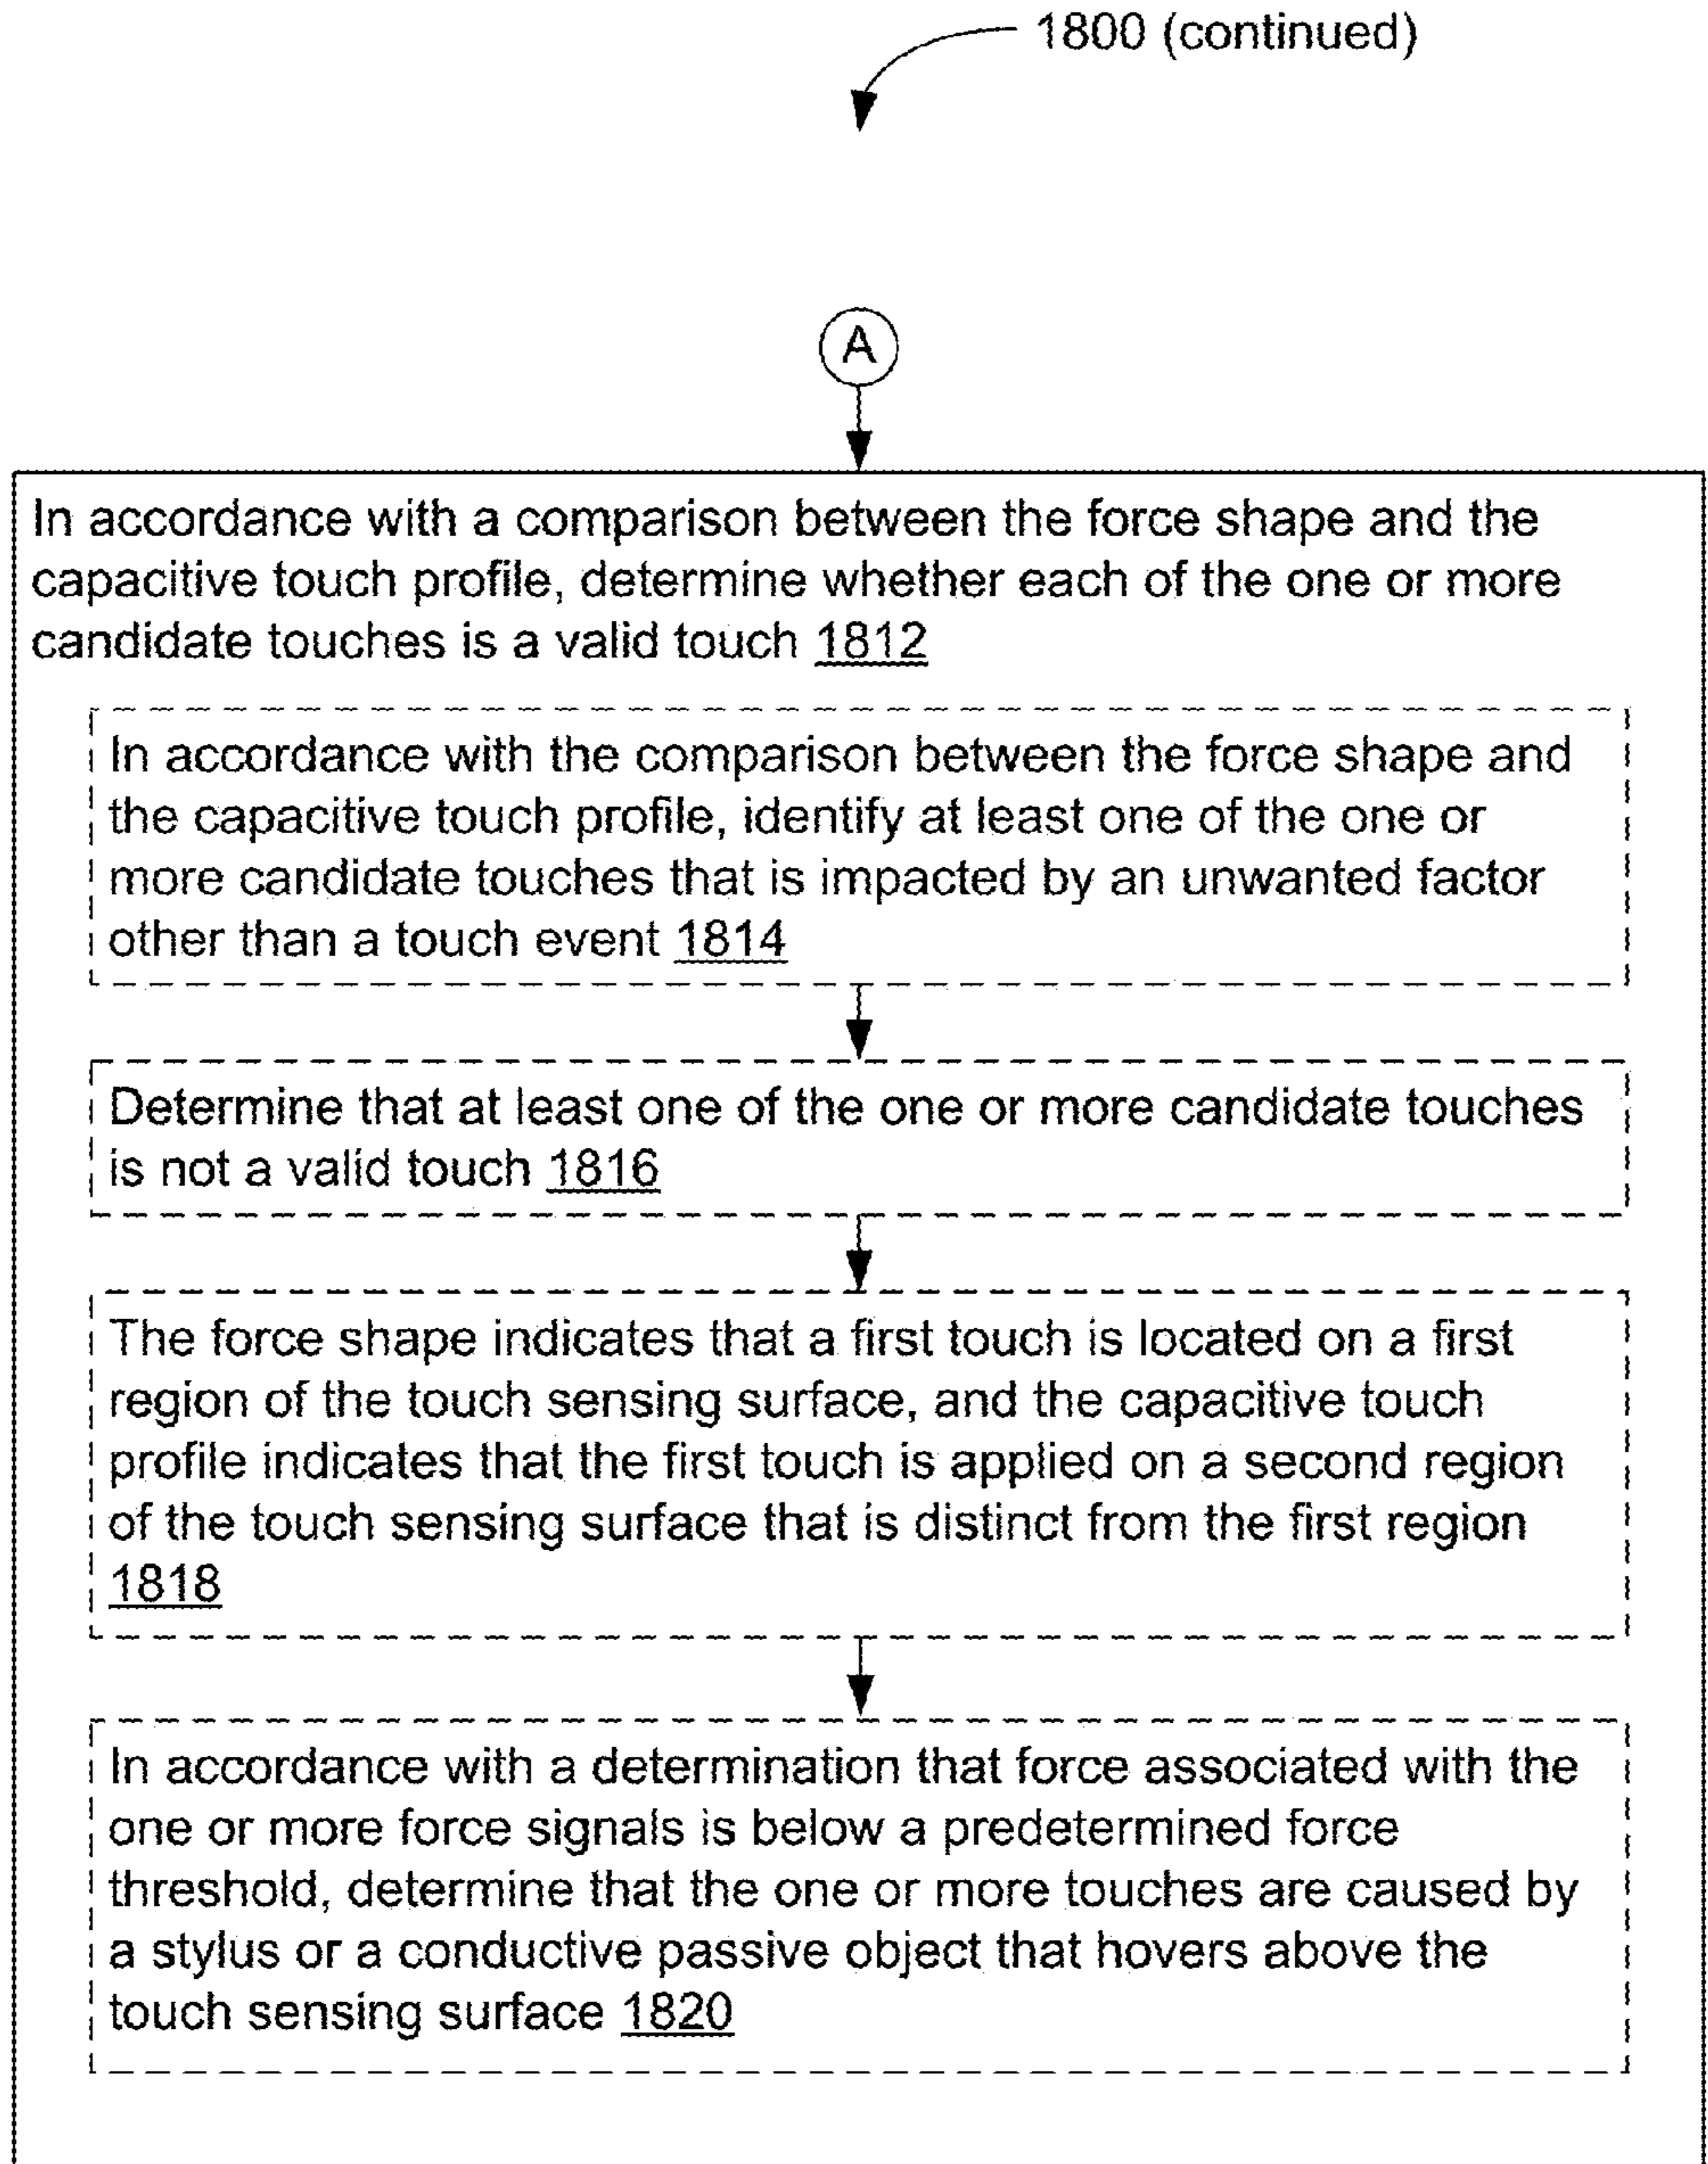 1800 (continued)
A
In accordance with a comparison between the force shape and the
capacitive touch profile, determine whether each of the one or more
candidate touches is a valid touch 1812
In accordance with the comparison between the force shape and
the capacitive touch profile, identify at least one of the one or
more candidate touches that is impacted by an unwanted factor
other than a touch event 1814
Determine that at least one of the one or more candidate touches
is not a valid touch 1816
The force shape indicates that a first touch is located on a first
region of the touch sensing surface, and the capacitive touch
profile indicates that the first touch is applied on a second region
of the touch sensing surface that is distinct from the first region
1818
In accordance with a determination that force associated with the
one or more force signals is below a predetermined force
threshold, determine that the one or more touches are caused by
a stylus or a conductive passive object that hovers above the
touch sensing surface 1820